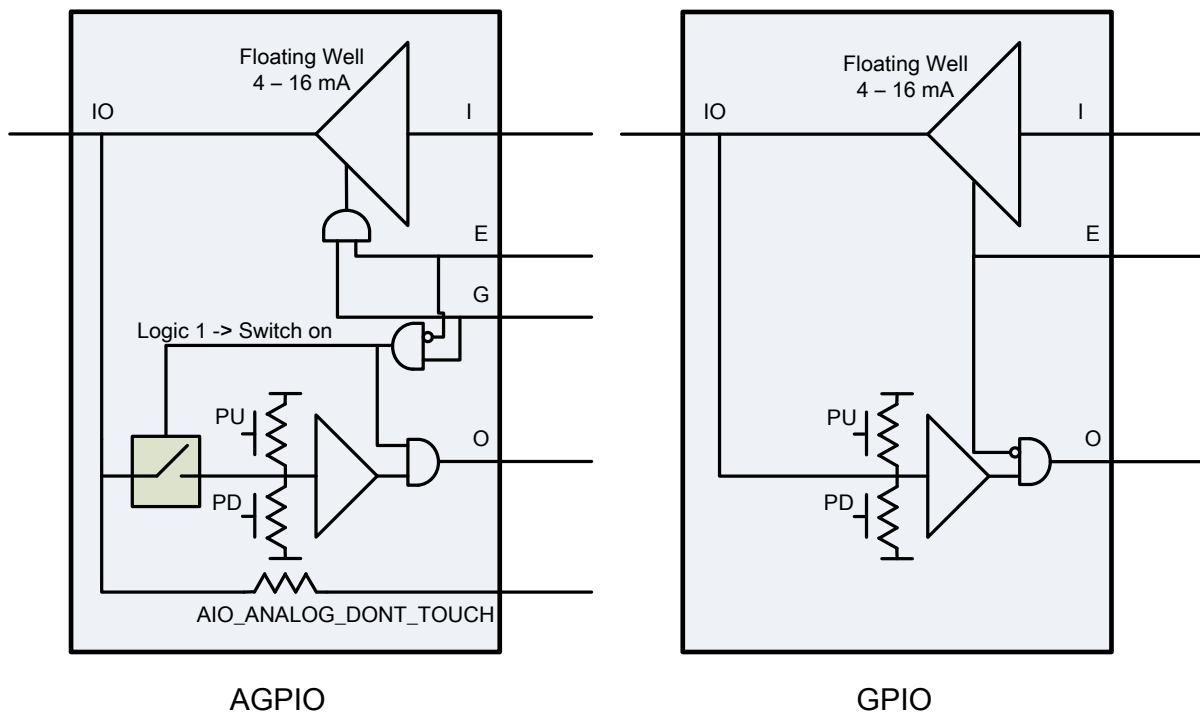 Floating Well
4 – 16 mA
IO
I
E
G
Logic 1 -> Switch on
PU
O
PD
AIO_ANALOG_DONT_TOUCH
AGPIO
Floating Well
4 – 16 mA
IO
I
E
PU
O
PD
GPIO